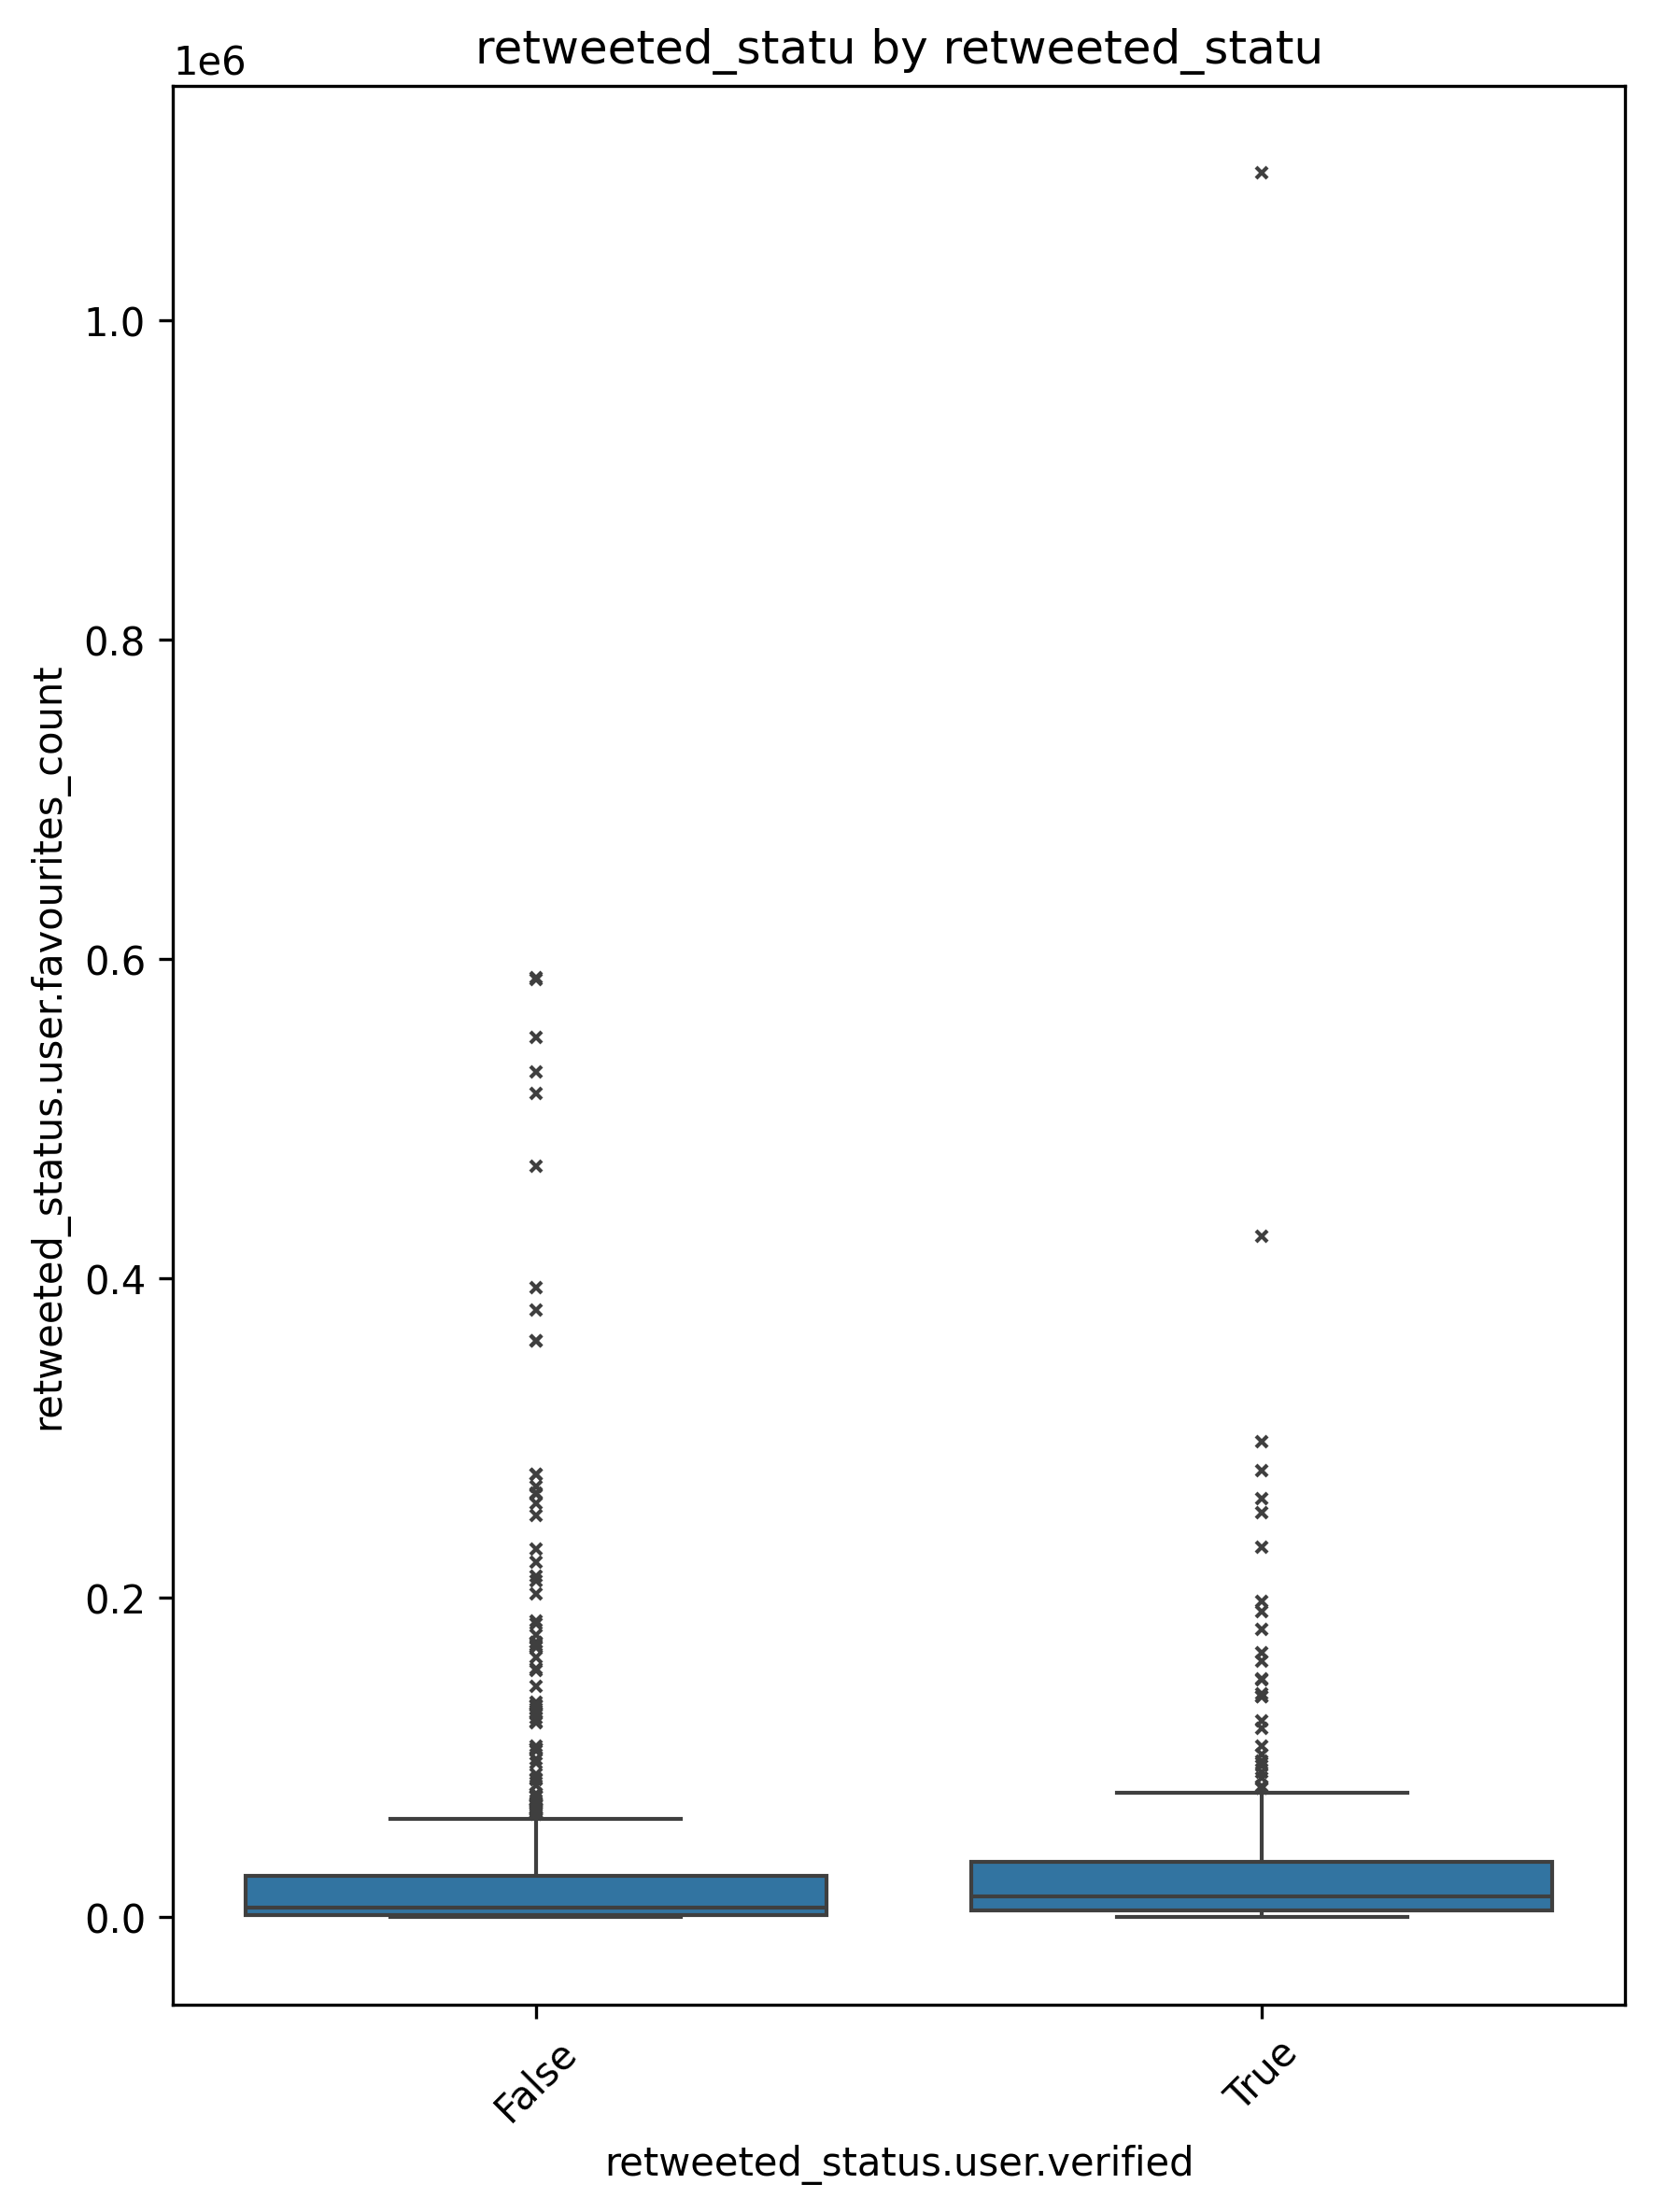 retweeted_statu by retweeted_statu
1e6
1.0
0.8
0.6
0.4
0.2
0.0
retweeted_status.user.favourites_count
False
True
retweeted_status.user.verified